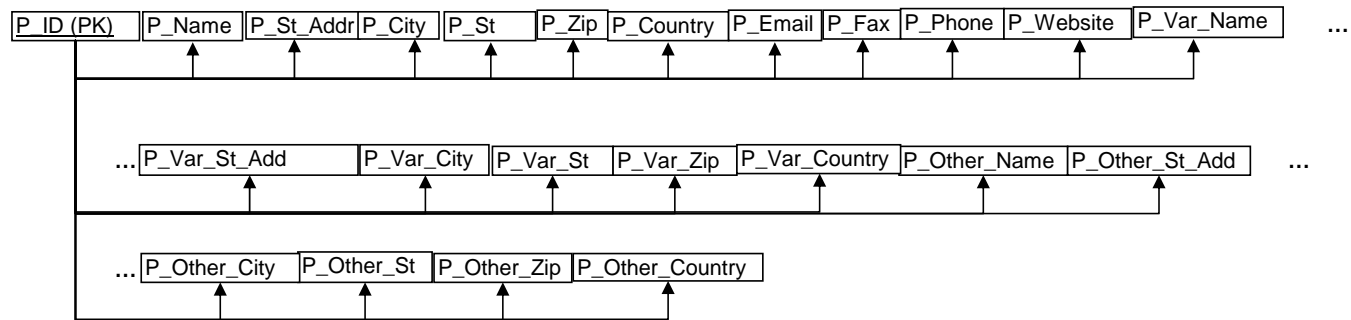 P_ID (PK) P_Name P_St_Addr P_City P_St P_Zip P_Country P_Email P_Fax P_Phone P_Website P_Var_Name ...
... P_Var_St_Add P_Var_City P_Var_St P_Var_Zip P_Var_Country P_Other_Name P_Other_St_Add ...
... P_Other_City P_Other_St P_Other_Zip P_Other_Country